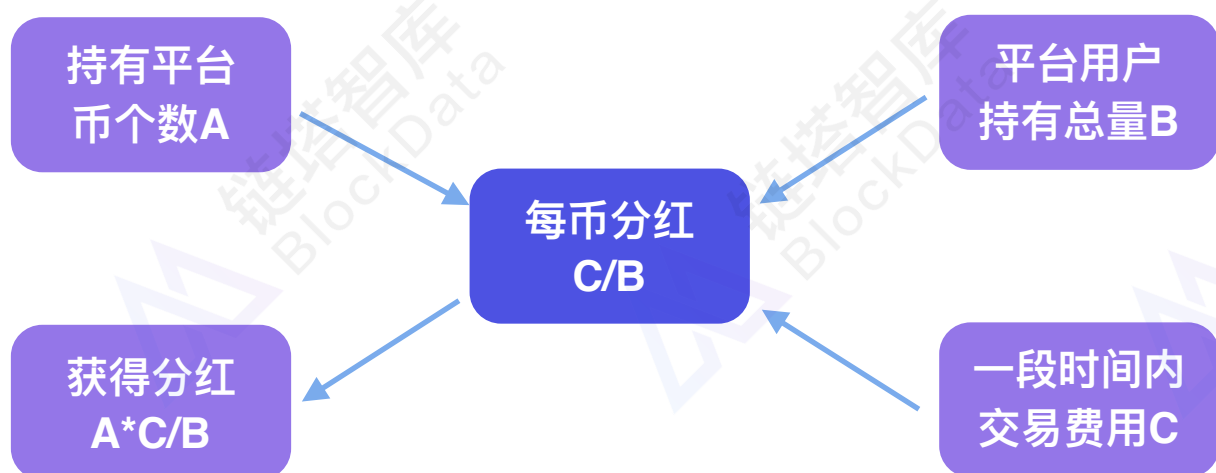 持有平台
币个数A
平台用户
持有总量B
每币分红
C/B
获得分红
A*C/B
一段时间内
交易费用C
链塔智库
BlockData
链塔智库
BlockData